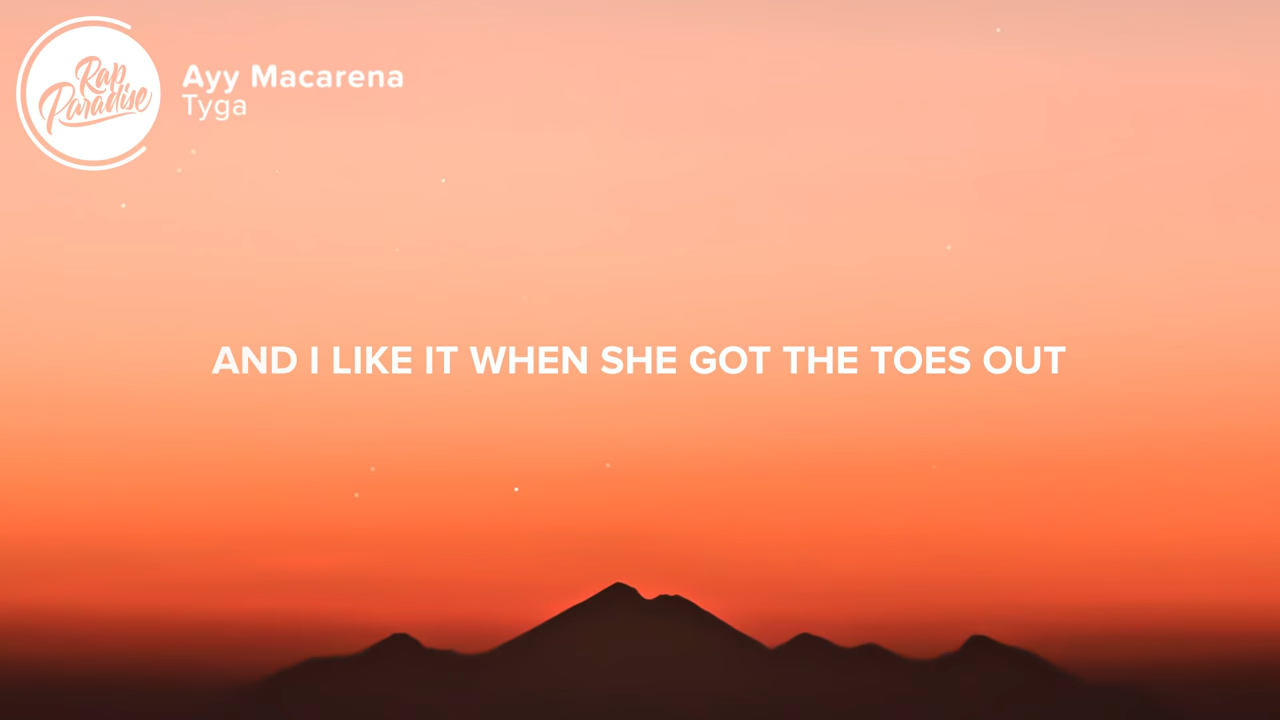 Rap
Paradise
Ayy Macarena
Tyga
AND I LIKE IT WHEN SHE GOT THE TOES OUT